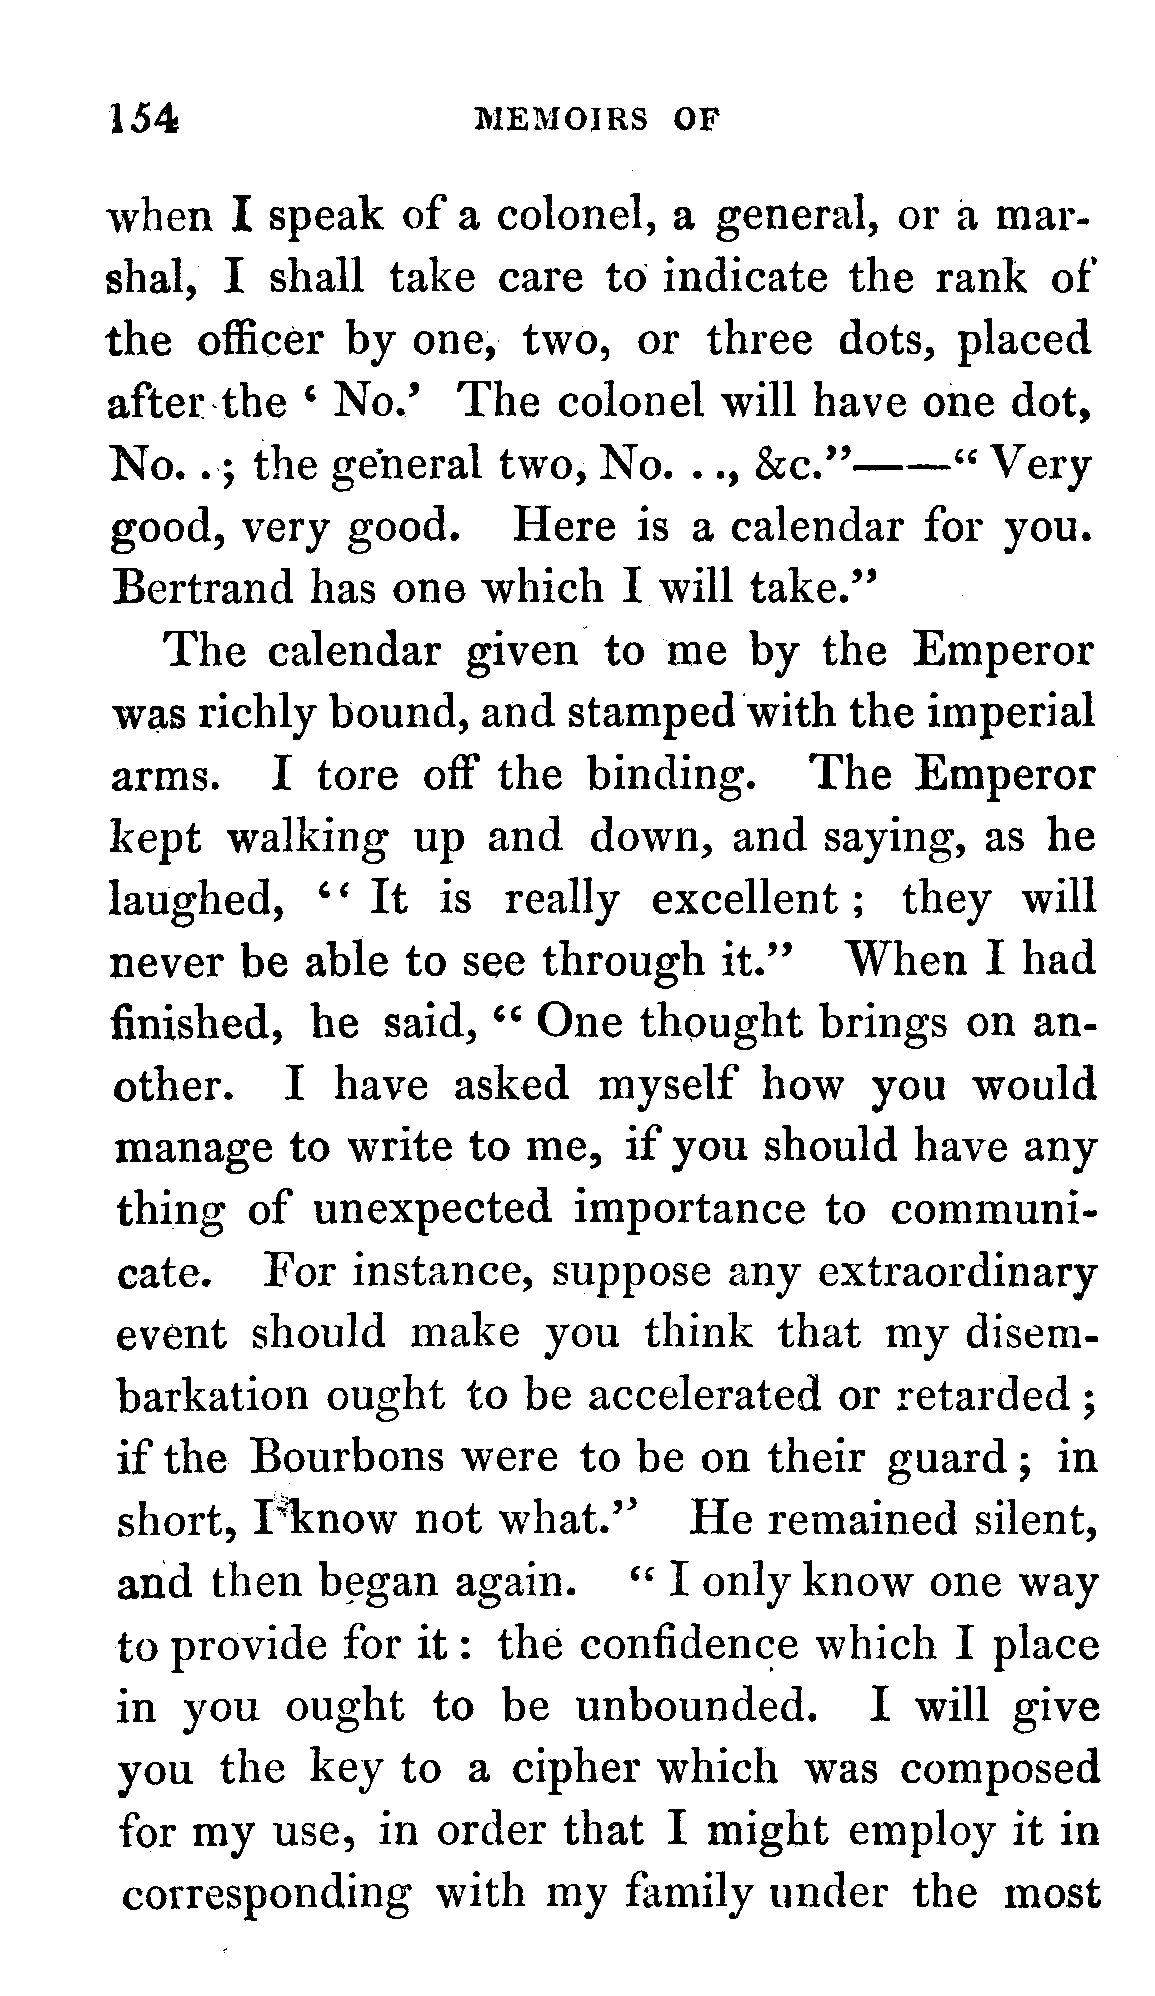 154 MEMOIRS OF
when I speak of a colonel, a general, or a mar-
shal, I shall take care to indicate the rank of
the officer by one, two, or three dots, placed
after the ‘ No.’ The colonel will have one dot,
No. . ; the general two, No. . ., &c.”——“ Very
good, very good. Here is a calendar for you.
Bertrand has one which I will take.”
The calendar given to me by the Emperor
was richly bound, and stamped with the imperial
arms. I tore off the binding. The Emperor
kept walking up and down, and saying, as he
laughed, “ It is really excellent ; they will
never be able to see through it.” When I had
finished, he said, “ One thought brings on an-
other. I have asked myself how you would
manage to write to me, if you should have any
thing of unexpected importance to communi-
cate. For instance, suppose any extraordinary
event should make you think that my disem-
barkation ought to be accelerated or retarded ;
if the Bourbons were to be on their guard ; in
short, I know not what.” He remained silent,
and then began again. “ I only know one way
to provide for it : the confidence which I place
in you ought to be unbounded. I will give
you the key to a cipher which was composed
for my use, in order that I might employ it in
corresponding with my family under the most